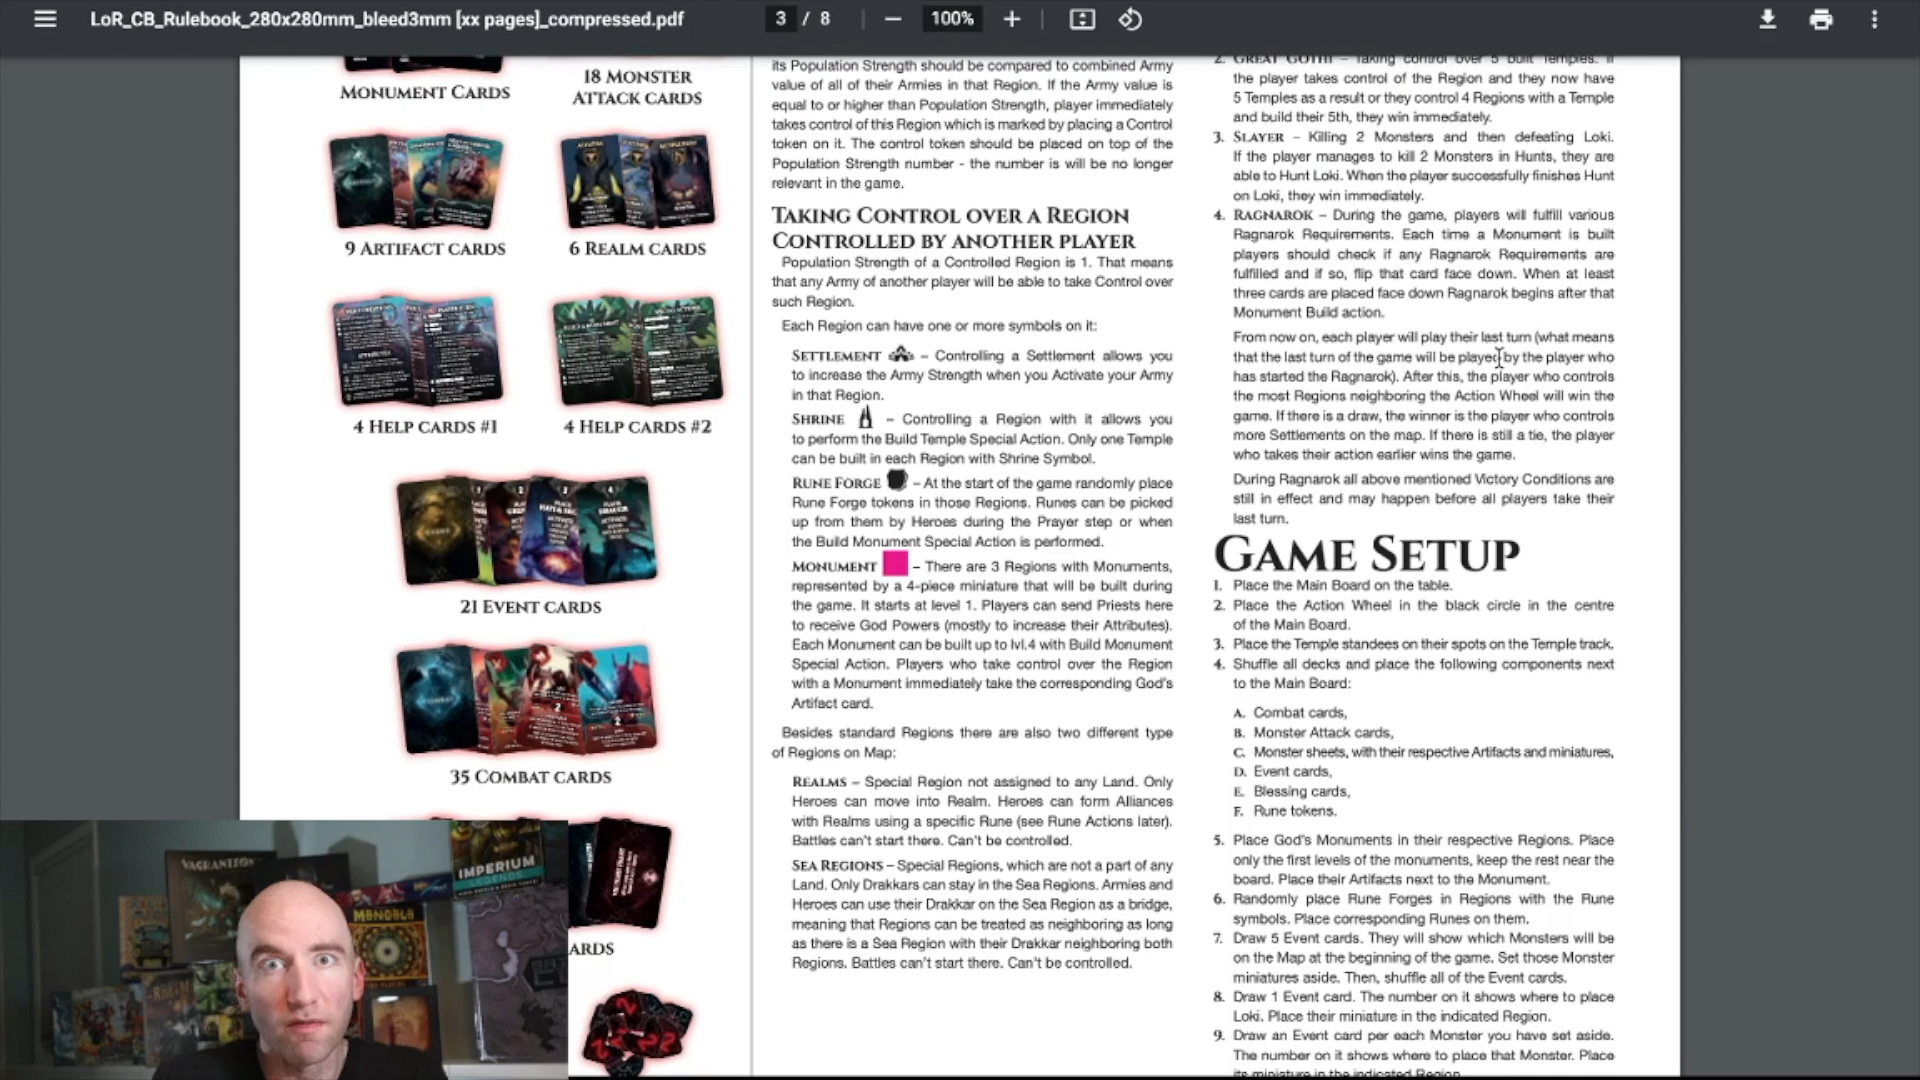 LoR_CB_Rulebook_280x280mm_bleed3mm [xx pages]_compressed.pdf
3 / 8
100%
MONUMENT CARDS
18 MONSTER
ATTACK CARDS
9 ARTIFACT CARDS
6 REALM CARDS
4 HELP CARDS #1
4 HELP CARDS #2
21 EVENT CARDS
35 COMBAT CARDS
ARDS
VAGRANTSONG
IMPERIUM
LEGENDS
MANDALA
its Population Strength should be compared to combined Army
value of all of their Armies in that Region. If the Army value is
equal to or higher than Population Strength, player immediately
takes control of this Region which is marked by placing a Control
token on it. The control token should be placed on top of the
Population Strength number - the number is will be no longer
relevant in the game.
TAKING CONTROL OVER A REGION
CONTROLLED BY ANOTHER PLAYER
Population Strength of a Controlled Region is 1. That means
that any Army of another player will be able to take Control over
such Region.
Each Region can have one or more symbols on it:
SETTLEMENT – Controlling a Settlement allows you
to increase the Army Strength when you Activate your Army
in that Region.
SHRINE – Controlling a Region with it allows you
to perform the Build Temple Special Action. Only one Temple
can be built in each Region with Shrine Symbol.
RUNE FORGE – At the start of the game randomly place
Rune Forge tokens in those Regions. Runes can be picked
up from them by Heroes during the Prayer step or when
the Build Monument Special Action is performed.
MONUMENT – There are 3 Regions with Monuments,
represented by a 4-piece miniature that will be built during
the game. It starts at level 1. Players can send Priests here
to receive God Powers (mostly to increase their Attributes).
Each Monument can be built up to lvl.4 with Build Monument
Special Action. Players who take control over the Region
with a Monument immediately take the corresponding God's
Artifact card.
Besides standard Regions there are also two different type
of Regions on Map:
REALMS – Special Region not assigned to any Land. Only
Heroes can move into Realm. Heroes can form Alliances
with Realms using a specific Rune (see Rune Actions later).
Battles can't start there. Can't be controlled.
SEA REGIONS – Special Regions, which are not a part of any
Land. Only Drakkars can stay in the Sea Regions. Armies and
Heroes can use their Drakkar on the Sea Region as a bridge,
meaning that Regions can be treated as neighboring as long
as there is a Sea Region with their Drakkar neighboring both
Regions. Battles can't start there. Can't be controlled.
2. GREAT GOTHI – Taking control over 5 built Temples. If
the player takes control of the Region and they now have
5 Temples as a result or they control 4 Regions with a Temple
and build their 5th, they win immediately.
3. SLAYER – Killing 2 Monsters and then defeating Loki.
If the player manages to kill 2 Monsters in Hunts, they are
able to Hunt Loki. When the player successfully finishes Hunt
on Loki, they win immediately.
4. RAGNAROK – During the game, players will fulfill various
Ragnarok Requirements. Each time a Monument is built
players should check if any Ragnarok Requirements are
fulfilled and if so, flip that card face down. When at least
three cards are placed face down Ragnarok begins after that
Monument Build action.
From now on, each player will play their last turn (what means
that the last turn of the game will be played by the player who
has started the Ragnarok). After this, the player who controls
the most Regions neighboring the Action Wheel will win the
game. If there is a draw, the winner is the player who controls
more Settlements on the map. If there is still a tie, the player
who takes their action earlier wins the game.
During Ragnarok all above mentioned Victory Conditions are
still in effect and may happen before all players take their
last turn.
GAME SETUP
1. Place the Main Board on the table.
2. Place the Action Wheel in the black circle in the centre
of the Main Board.
3. Place the Temple standees on their spots on the Temple track.
4. Shuffle all decks and place the following components next
to the Main Board:
A. Combat cards,
B. Monster Attack cards,
C. Monster sheets, with their respective Artifacts and miniatures,
D. Event cards,
E. Blessing cards,
F. Rune tokens.
5. Place God's Monuments in their respective Regions. Place
only the first levels of the monuments, keep the rest near the
board. Place their Artifacts next to the Monument.
6. Randomly place Rune Forges in Regions with the Rune
symbols. Place corresponding Runes on them.
7. Draw 5 Event cards. They will show which Monsters will be
on the Map at the beginning of the game. Set those Monster
miniatures aside. Then, shuffle all of the Event cards.
8. Draw 1 Event card. The number on it shows where to place
Loki. Place their miniature in the indicated Region.
9. Draw an Event card per each Monster you have set aside.
The number on it shows where to place that Monster. Place
its miniature in the indicated Region.